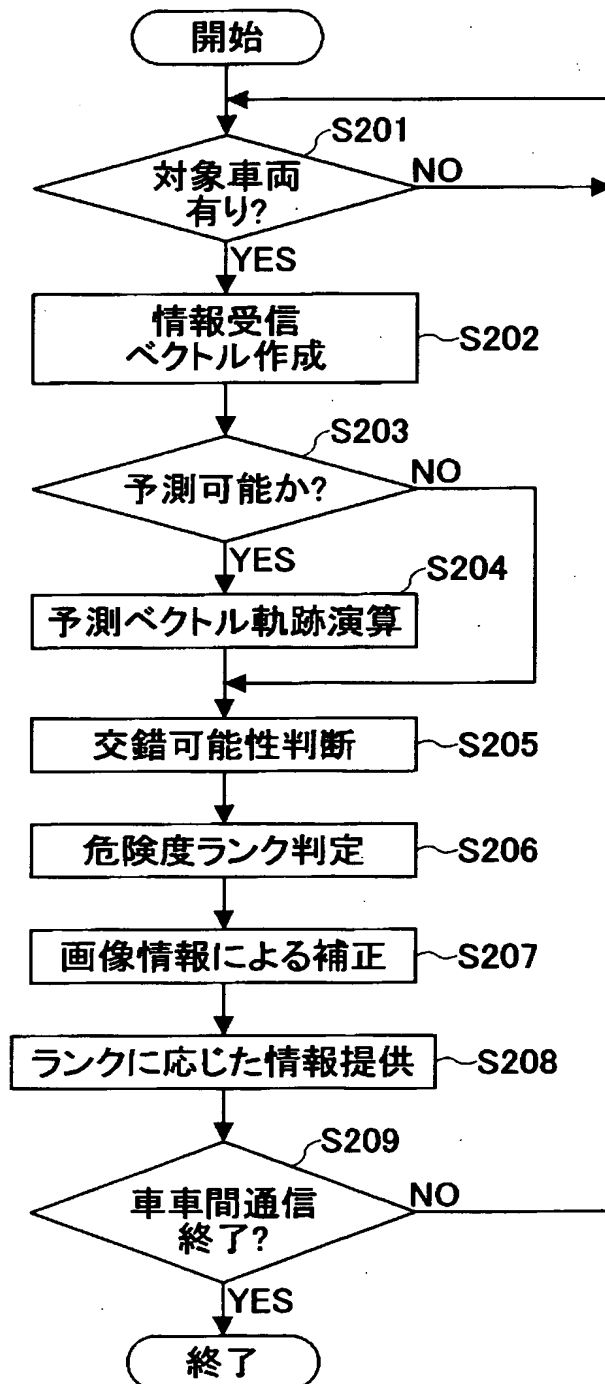 開始
S201
対象車両
有り?
NO
YES
情報受信
ベクトル作成
S202
S203
予測可能か?
NO
YES
S204
予測ベクトル軌跡演算
交錯可能性判断
S205
危険度ランク判定
S206
画像情報による補正
S207
ランクに応じた情報提供
S208
S209
車車間通信
終了?
NO
YES
終了